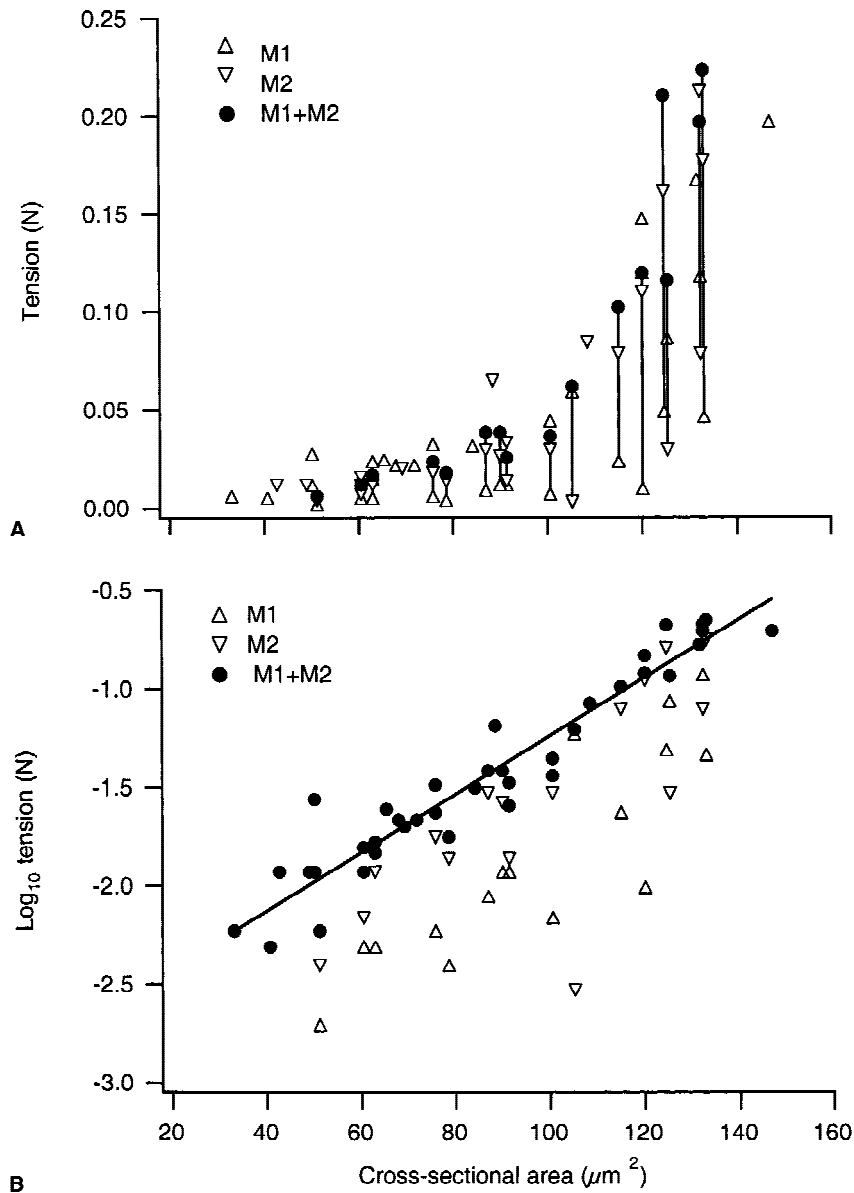 0.25
M1
M2
M1+M2
0.20
0.15
0.10
0.05
0.00
Tension (N)
A
-0.5
M1
M2
M1+M2
-1.0
-1.5
-2.0
-2.5
-3.0
Log10 tension (N)
20 40 60 80 100 120 140 160
Cross-sectional area (μm 2)
B